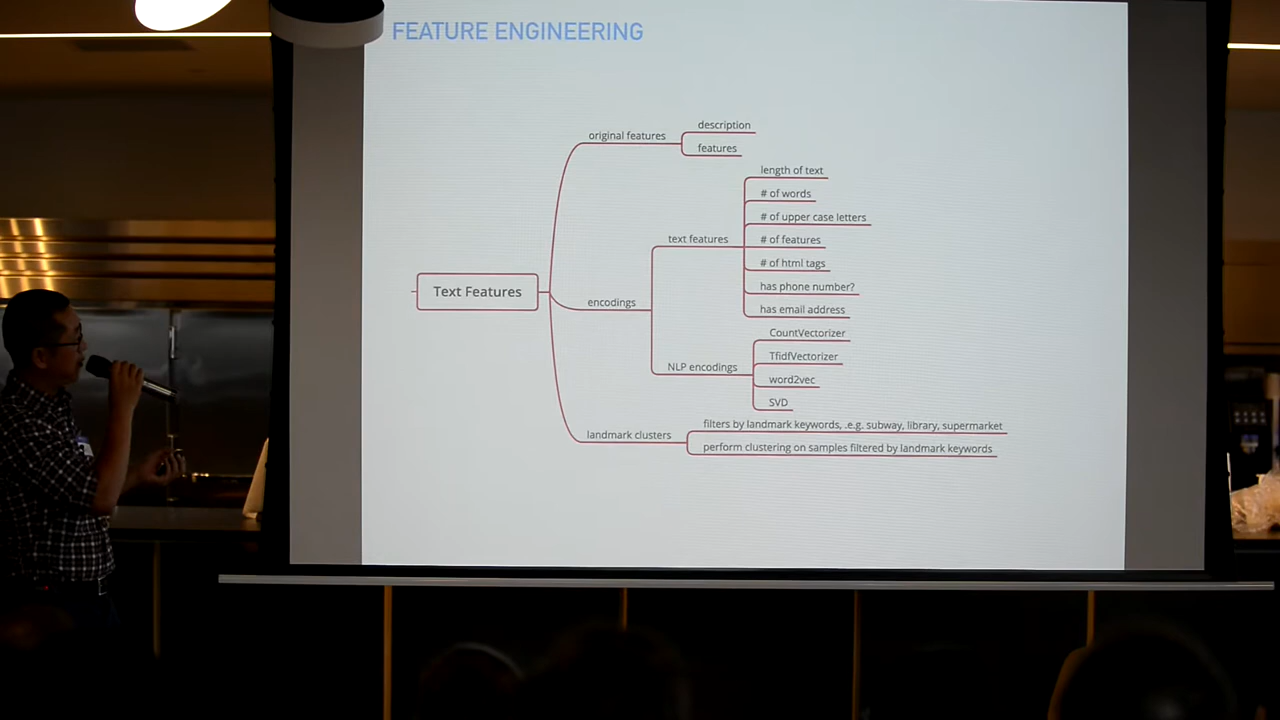 FEATURE ENGINEERING
Text Features
original features
description
features
encodings
text features
length of text
# of words
# of upper case letters
# of features
# of html tags
has phone number?
has email address
NLP encodings
CountVectorizer
TfidfVectorizer
word2vec
SVD
landmark clusters
filters by landmark keywords, .e.g. subway, library, supermarket
perform clustering on samples filtered by landmark keywords